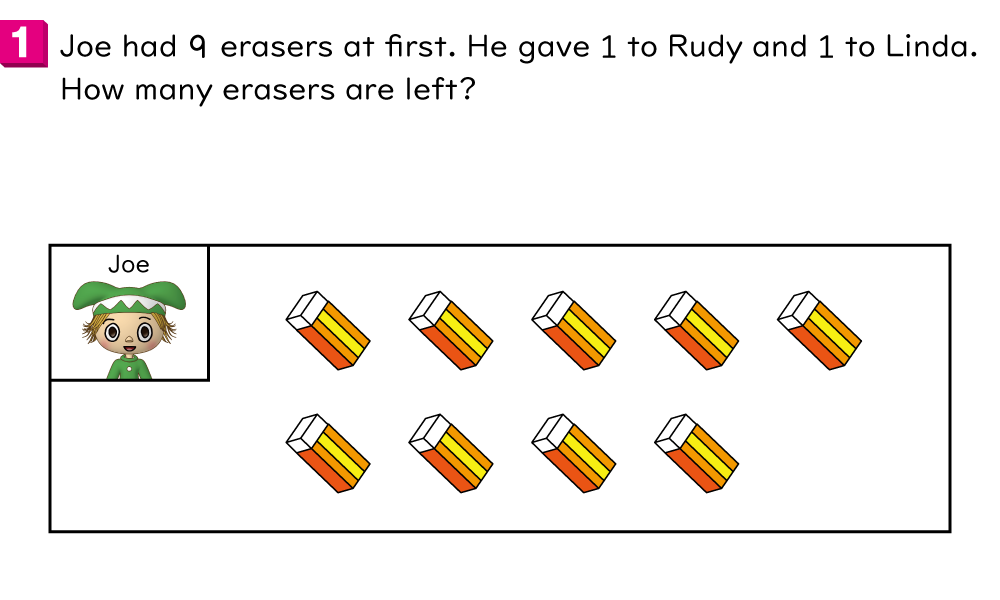 1
Joe had 9 erasers at first. He gave 1 to Rudy and 1 to Linda.
How many erasers are left?
Joe